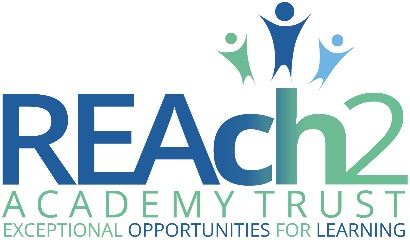 REAch2
ACADEMY TRUST
EXCEPTIONAL OPPORTUNITIES FOR LEARNING